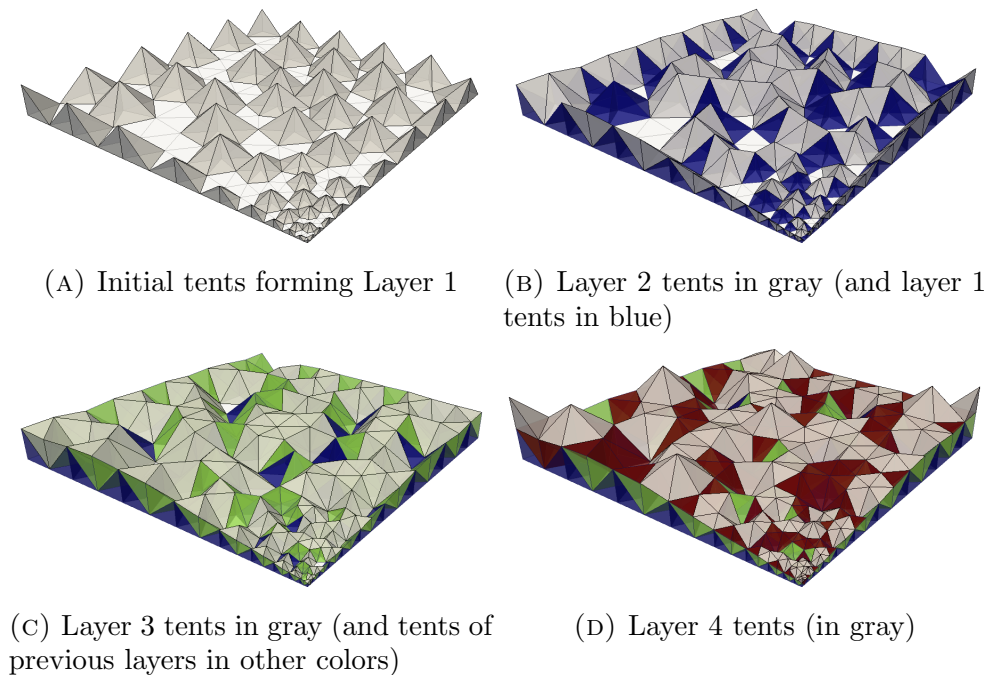 (A) Initial tents forming Layer 1
(B) Layer 2 tents in gray (and layer 1
tents in blue)
(C) Layer 3 tents in gray (and tents of
previous layers in other colors)
(D) Layer 4 tents (in gray)